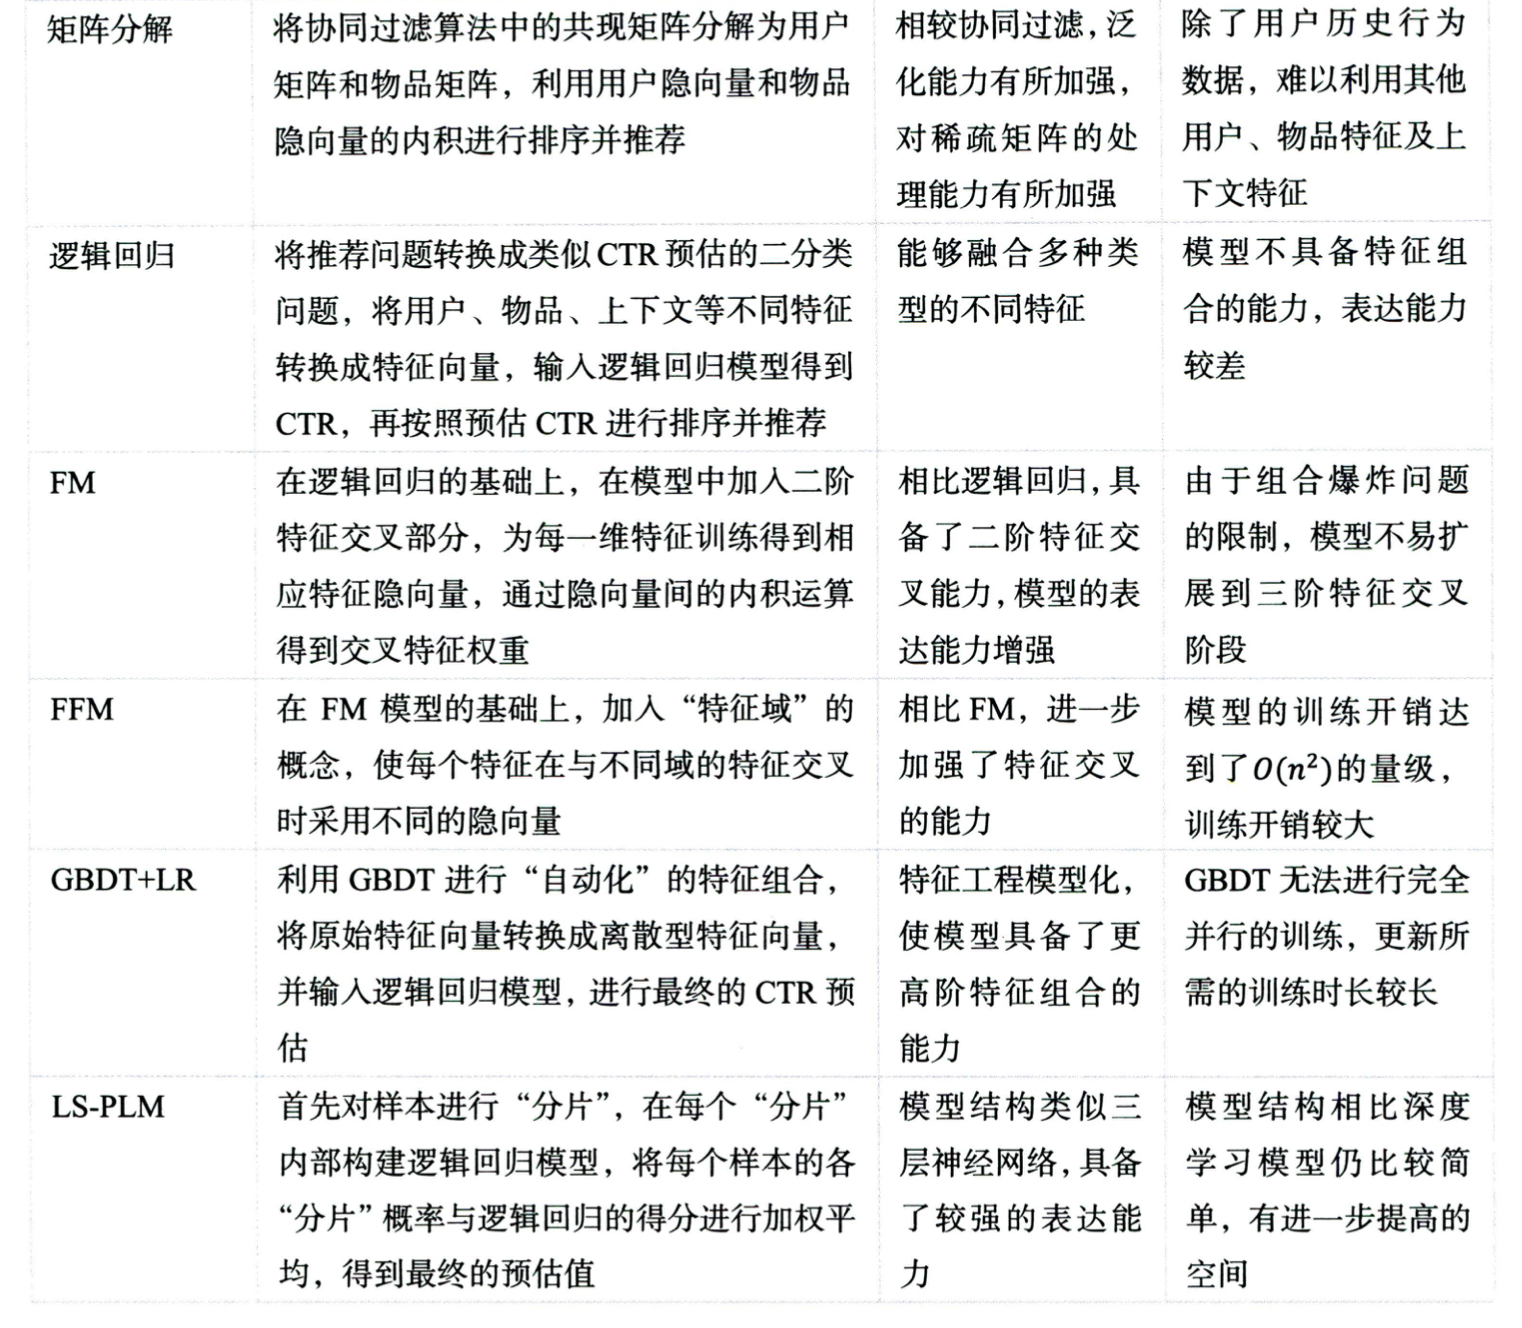 矩阵分解
将协同过滤算法中的共现矩阵分解为用户
矩阵和物品矩阵，利用用户隐向量和物品
隐向量的内积进行排序并推荐
相较协同过滤，泛
化能力有所加强，
对稀疏矩阵的处
理能力有所加强
除了用户历史行为
数据，难以利用其他
用户、物品特征及上
下文特征
逻辑回归
将推荐问题转换成类似 CTR 预估的二分类
问题，将用户、物品、上下文等不同特征
转换成特征向量，输入逻辑回归模型得到
CTR，再按照预估 CTR 进行排序并推荐
能够融合多种类
型的不同特征
模型不具备特征组
合的能力，表达能力
较差
FM
在逻辑回归的基础上，在模型中加入二阶
特征交叉部分，为每一维特征训练得到相
应特征隐向量，通过隐向量间的内积运算
得到交叉特征权重
相比逻辑回归，具
备了二阶特征交
叉能力，模型的表
达能力增强
由于组合爆炸问题
的限制，模型不易扩
展到三阶特征交叉
阶段
FFM
在 FM 模型的基础上，加入“特征域”的
概念，使每个特征在与不同域的特征交叉
时采用不同的隐向量
相比 FM，进一步
加强了特征交叉
的能力
模型的训练开销达
到了O(n²)的量级，
训练开销较大
GBDT+LR
利用 GBDT 进行“自动化”的特征组合，
将原始特征向量转换成离散型特征向量，
并输入逻辑回归模型，进行最终的 CTR 预
估
特征工程模型化，
使模型具备了更
高阶特征组合的
能力
GBDT 无法进行完全
并行的训练，更新所
需的训练时长较长
LS-PLM
首先对样本进行“分片”，在每个“分片”
内部构建逻辑回归模型，将每个样本的各
“分片”概率与逻辑回归的得分进行加权平
均，得到最终的预估值
模型结构类似三
层神经网络，具备
了较强的表达能
力
模型结构相比深度
学习模型仍比较简
单，有进一步提高的
空间